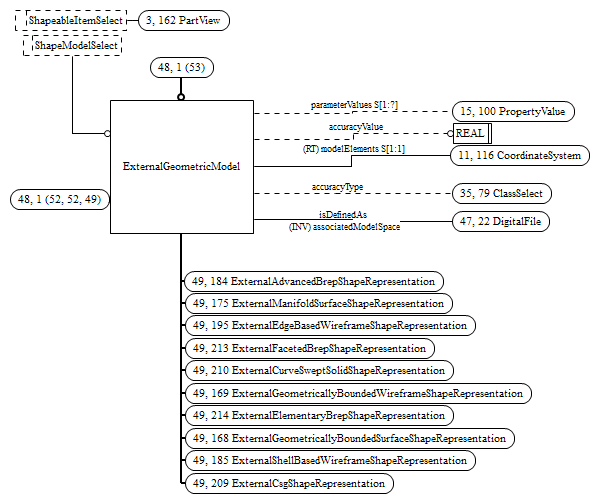 ShapeableItemSelect
3, 162 PartView
ShapeModelSelect
48, 1 (53)
parameterValues S[1:?]
15, 100 PropertyValue
accuracyValue
REAL
(RT) modelElements S[1:1]
11, 116 CoordinateSystem
ExternalGeometricModel
accuracyType
35, 79 ClassSelect
48, 1 (52, 52, 49)
isDefinedAs
(INV) associatedModelSpace
47, 22 DigitalFile
49, 184 ExternalAdvancedBrepShapeRepresentation
49, 175 ExternalManifoldSurfaceShapeRepresentation
49, 195 ExternalEdgeBasedWireframeShapeRepresentation
49, 213 ExternalFacetedBrepShapeRepresentation
49, 210 ExternalCurveSweptSolidShapeRepresentation
49, 169 ExternalGeometricallyBoundedWireframeShapeRepresentation
49, 214 ExternalElementaryBrepShapeRepresentation
49, 168 ExternalGeometricallyBoundedSurfaceShapeRepresentation
49, 185 ExternalShellBasedWireframeShapeRepresentation
49, 209 ExternalCsgShapeRepresentation